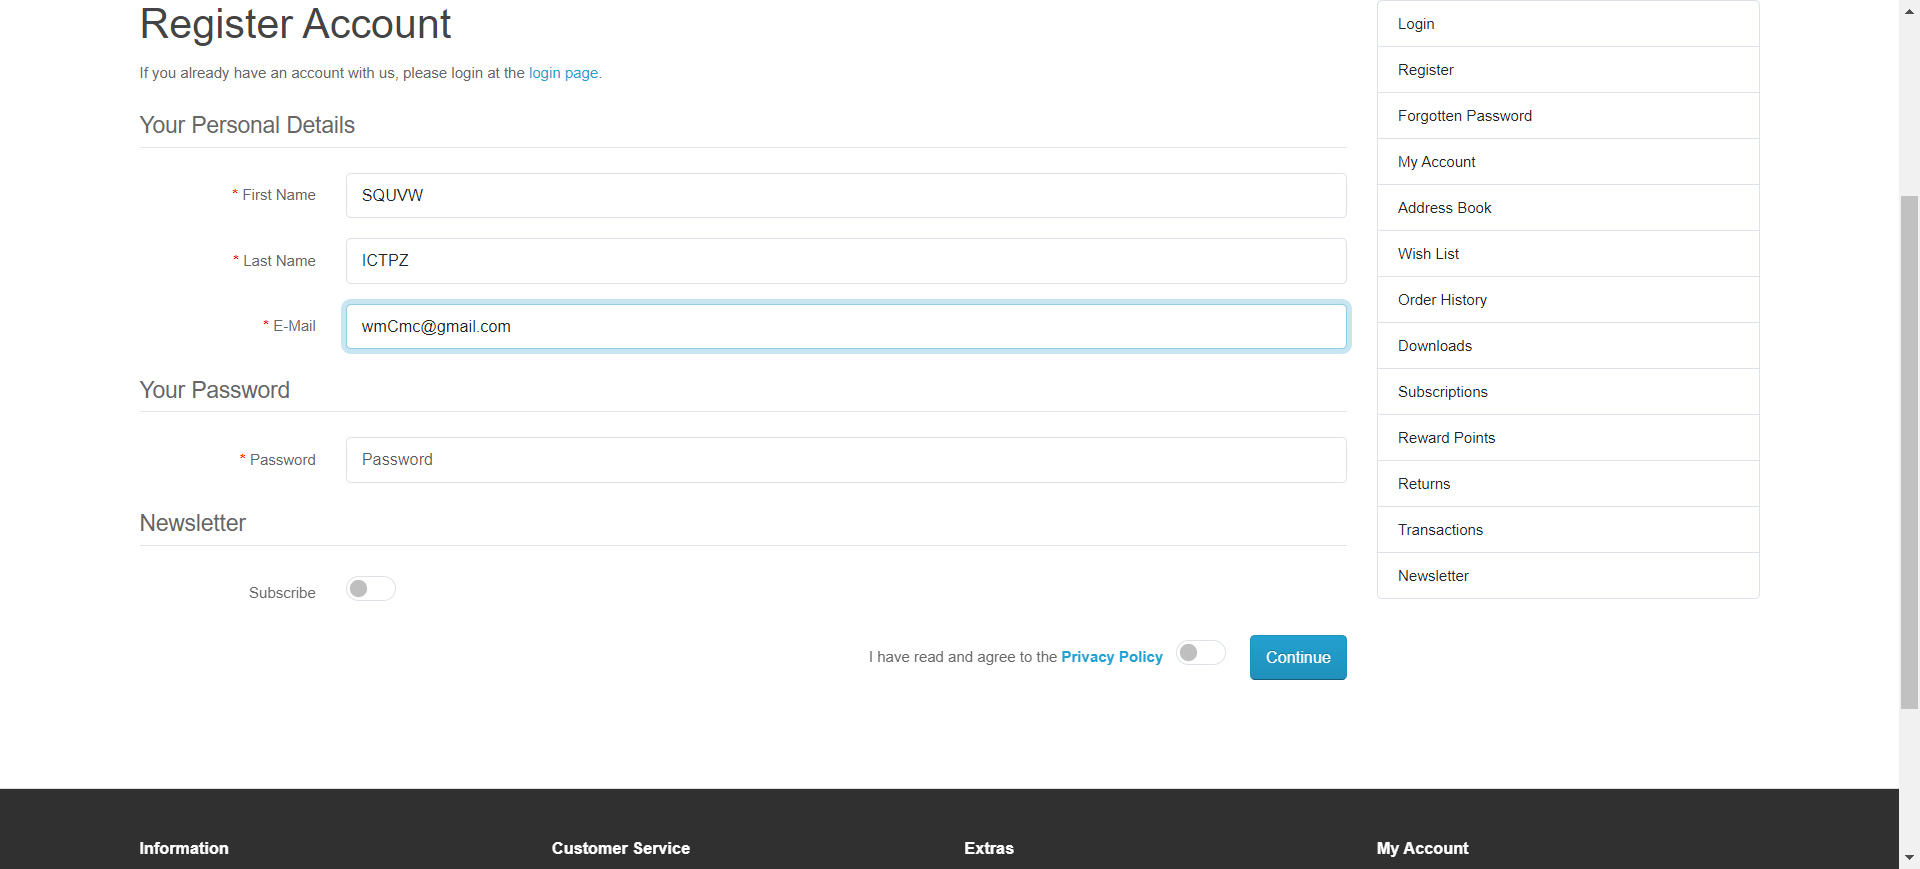 Register Account
If you already have an account with us, please login at the login page.
Your Personal Details
* First Name
SQUVW
* Last Name
ICTPZ
* E-Mail
wmCmc@gmail.com
Your Password
* Password
Password
Newsletter
Subscribe
I have read and agree to the Privacy Policy
Continue
Login
Register
Forgotten Password
My Account
Address Book
Wish List
Order History
Downloads
Subscriptions
Reward Points
Returns
Transactions
Newsletter
Information
Customer Service
Extras
My Account